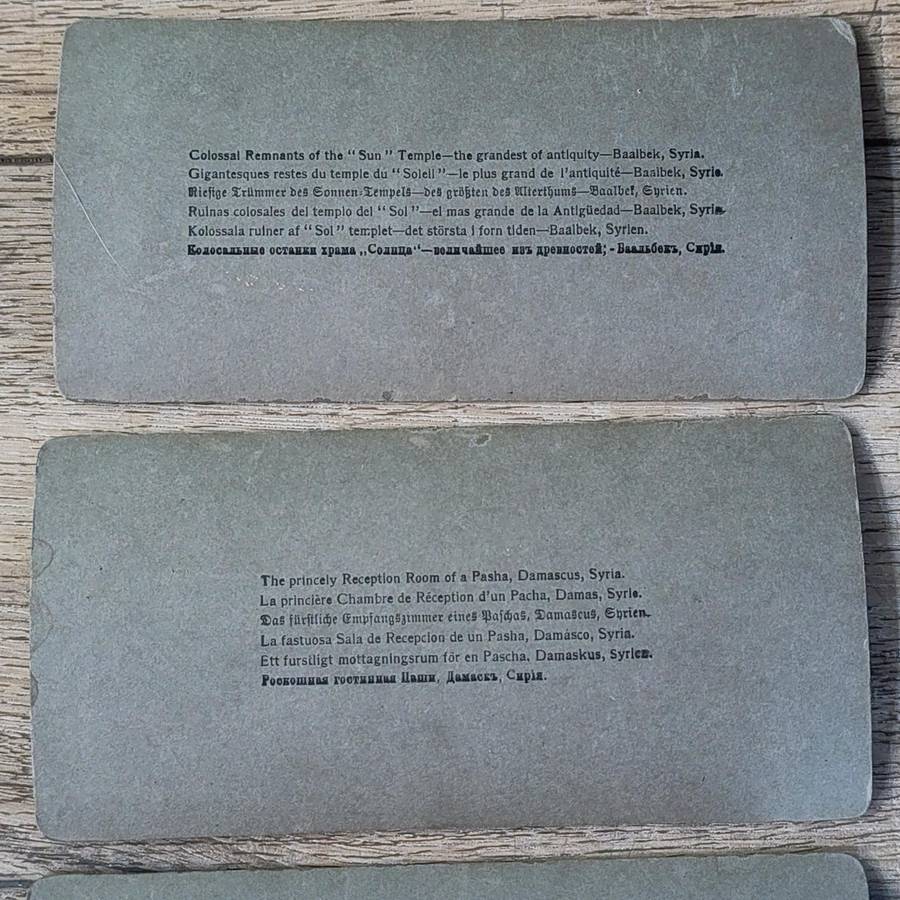 Colossal Remnants of the “Sun” Temple—the grandest of antiquity—Baalbek, Syria.
Gigantesques restes du temple du “Soleil”—le plus grand de l'antiquité—Baalbek, Syrie.
Riesige Trümmer des Sonnen-Tempels—des größten des Alterthums—Baalbek, Syrien.
Ruinas colosales del templo del “Sol”—el mas grande de la Antigüedad—Baalbek, Syria.
Kolossala ruiner af “Sol” templet—det största i forn tiden—Baalbek, Syrien.
Колосальные останки храма „Солнца“—величайшее изъ древностей; - Ваальбекъ, Сирія.
The princely Reception Room of a Pasha, Damascus, Syria.
La princière Chambre de Réception d'un Pacha, Damas, Syrie.
Das fürstliche Empfangszimmer eines Paschas, Damascus, Syrien.
La fastuosa Sala de Recepcion de un Pasha, Damásco, Syria.
Ett furstligt mottagningsrum för en Pascha, Damaskus, Syrien.
Роскошная гостинная Паши, Дамаскъ, Сирія.